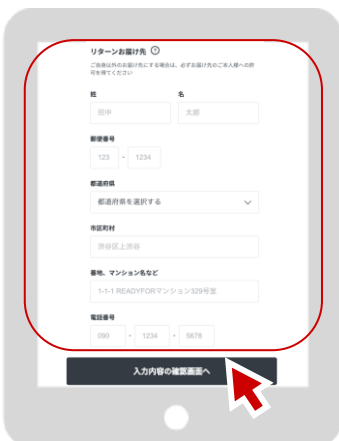 リターンお届け先 ?
ご自身以外のお届け先にする場合は、必ずお届け先のご本人様への許
可を得てください
姓 名
田中 太郎
郵便番号
123 - 1234
都道府県
都道府県を選択する
市区町村
渋谷区上渋谷
番地、マンション名など
1-1-1 READYFORマンション329号室
電話番号
090 - 1234 - 5678
入力内容の確認画面へ